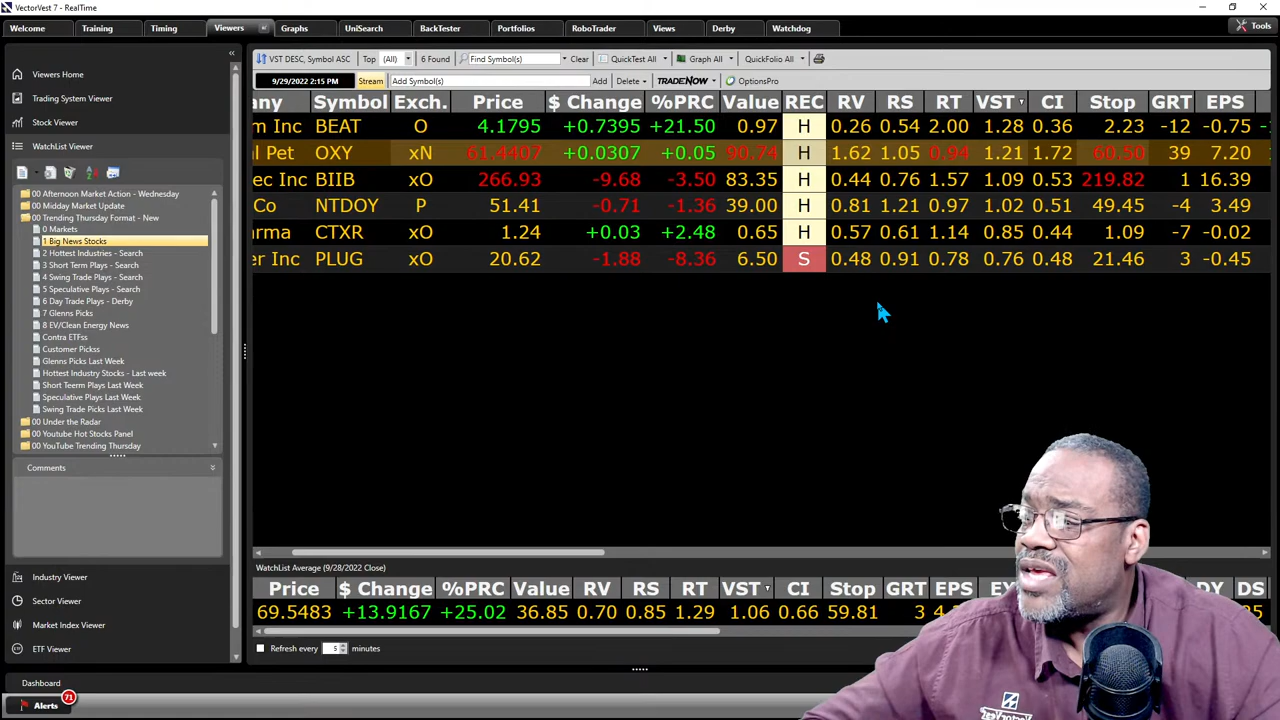 VectorVest 7 - RealTime
Welcome Training Timing Viewers Graphs UniSearch BackTester Portfolios RoboTrader Views Derby Watchdog Tools
Viewers Home
Trading System Viewer
Stock Viewer
WatchList Viewer
00 Afternoon Market Action - Wednesday
00 Midday Market Update
00 Trending Thursday Format - New
0 Markets
1 Big News Stocks
2 Hottest Industries - Search
3 Short Term Plays - Search
4 Swing Trade Plays - Search
5 Speculative Plays - Search
6 Day Trade Plays - Derby
7 Glenns Picks
8 EV/Clean Energy News
Contra ETFss
Customer Pickss
Glenns Picks Last Week
Hottest Industry Stocks - Last week
Short Teerm Plays Last Week
Speculative Plays Last Week
Swing Trade Picks Last Week
00 Under the Radar
00 Youtube Hot Stocks Panel
00 YouTube Trending Thursday
Comments
Industry Viewer
Sector Viewer
Market Index Viewer
ETF Viewer
VST DESC, Symbol ASC Top (All) 6 Found Find Symbol(s) Clear QuickTest All Graph All QuickFolio All
9/29/2022 2:15 PM Stream Add Symbol(s) Add Delete TRADENOW OptionsPro
any Symbol Exch. Price $ Change %PRC Value REC RV RS RT VST CI Stop GRT EPS
m Inc BEAT O 4.1795 +0.7395 +21.50 0.97 H 0.26 0.54 2.00 1.28 0.36 2.23 -12 -0.75 -
l Pet OXY xN 61.4407 +0.0307 +0.05 90.74 H 1.62 1.05 0.94 1.21 1.72 60.50 39 7.20
ec Inc BIIB xO 266.93 -9.68 -3.50 83.35 H 0.44 0.76 1.57 1.09 0.53 219.82 1 16.39
Co NTDOY P 51.41 -0.71 -1.36 39.00 H 0.81 1.21 0.97 1.02 0.51 49.45 -4 3.49
arma CTXR xO 1.24 +0.03 +2.48 0.65 H 0.57 0.61 1.14 0.85 0.44 1.09 -7 -0.02
er Inc PLUG xO 20.62 -1.88 -8.36 6.50 S 0.48 0.91 0.78 0.76 0.48 21.46 3 -0.45
WatchList Average (9/28/2022 Close)
Price $ Change %PRC Value RV RS RT VST CI Stop GRT EPS EY DY DS
69.5483 +13.9167 +25.02 36.85 0.70 0.85 1.29 1.06 0.66 59.81 3 4.
Refresh every 5 minutes
Dashboard
Alerts 71